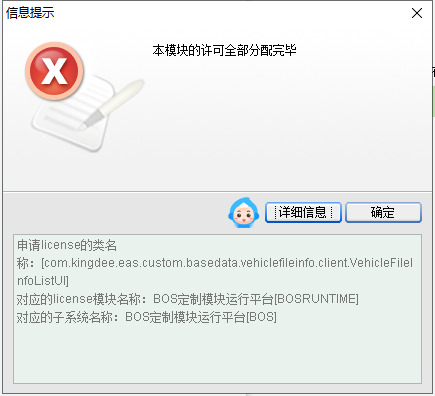 信息提示
本模块的许可全部分配完毕
详细信息
确定
申请license的类名
称：[com.kingdee.eas.custom.basedata.vehiclefileinfo.client.VehicleFileI
nfoListUI]
对应的license模块名称：BOS定制模块运行平台[BOSRUNTIME]
对应的子系统名称：BOS定制模块运行平台[BOS]